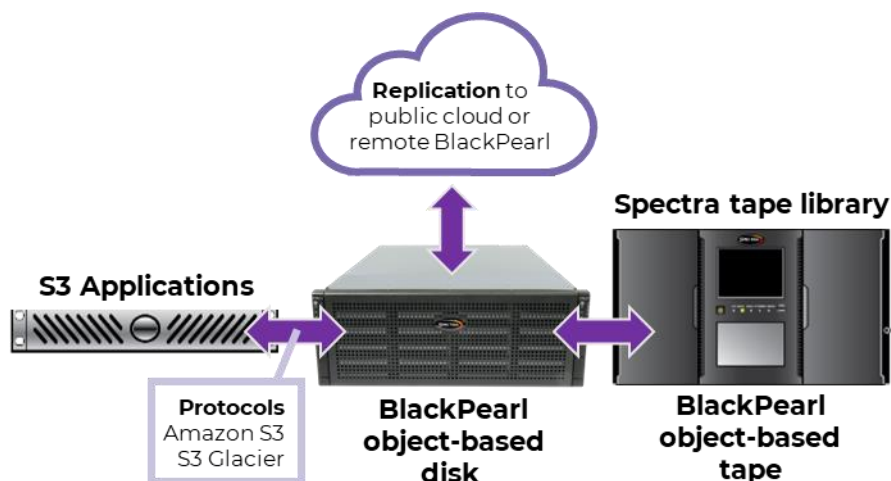 Replication to
public cloud or
remote BlackPearl
Spectra tape library
S3 Applications
Protocols
Amazon S3
S3 Glacier
BlackPearl
object-based
disk
BlackPearl
object-based
tape